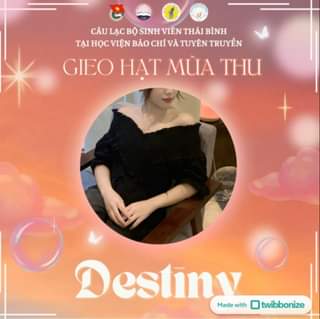 CÂU LẠC BỘ SINH VIÊN THÁI BÌNH
TẠI HỌC VIỆN BÁO CHÍ VÀ TUYÊN TRUYỀN
GIEO HẠT MÙA THU
Destiny
Made with twibbonize